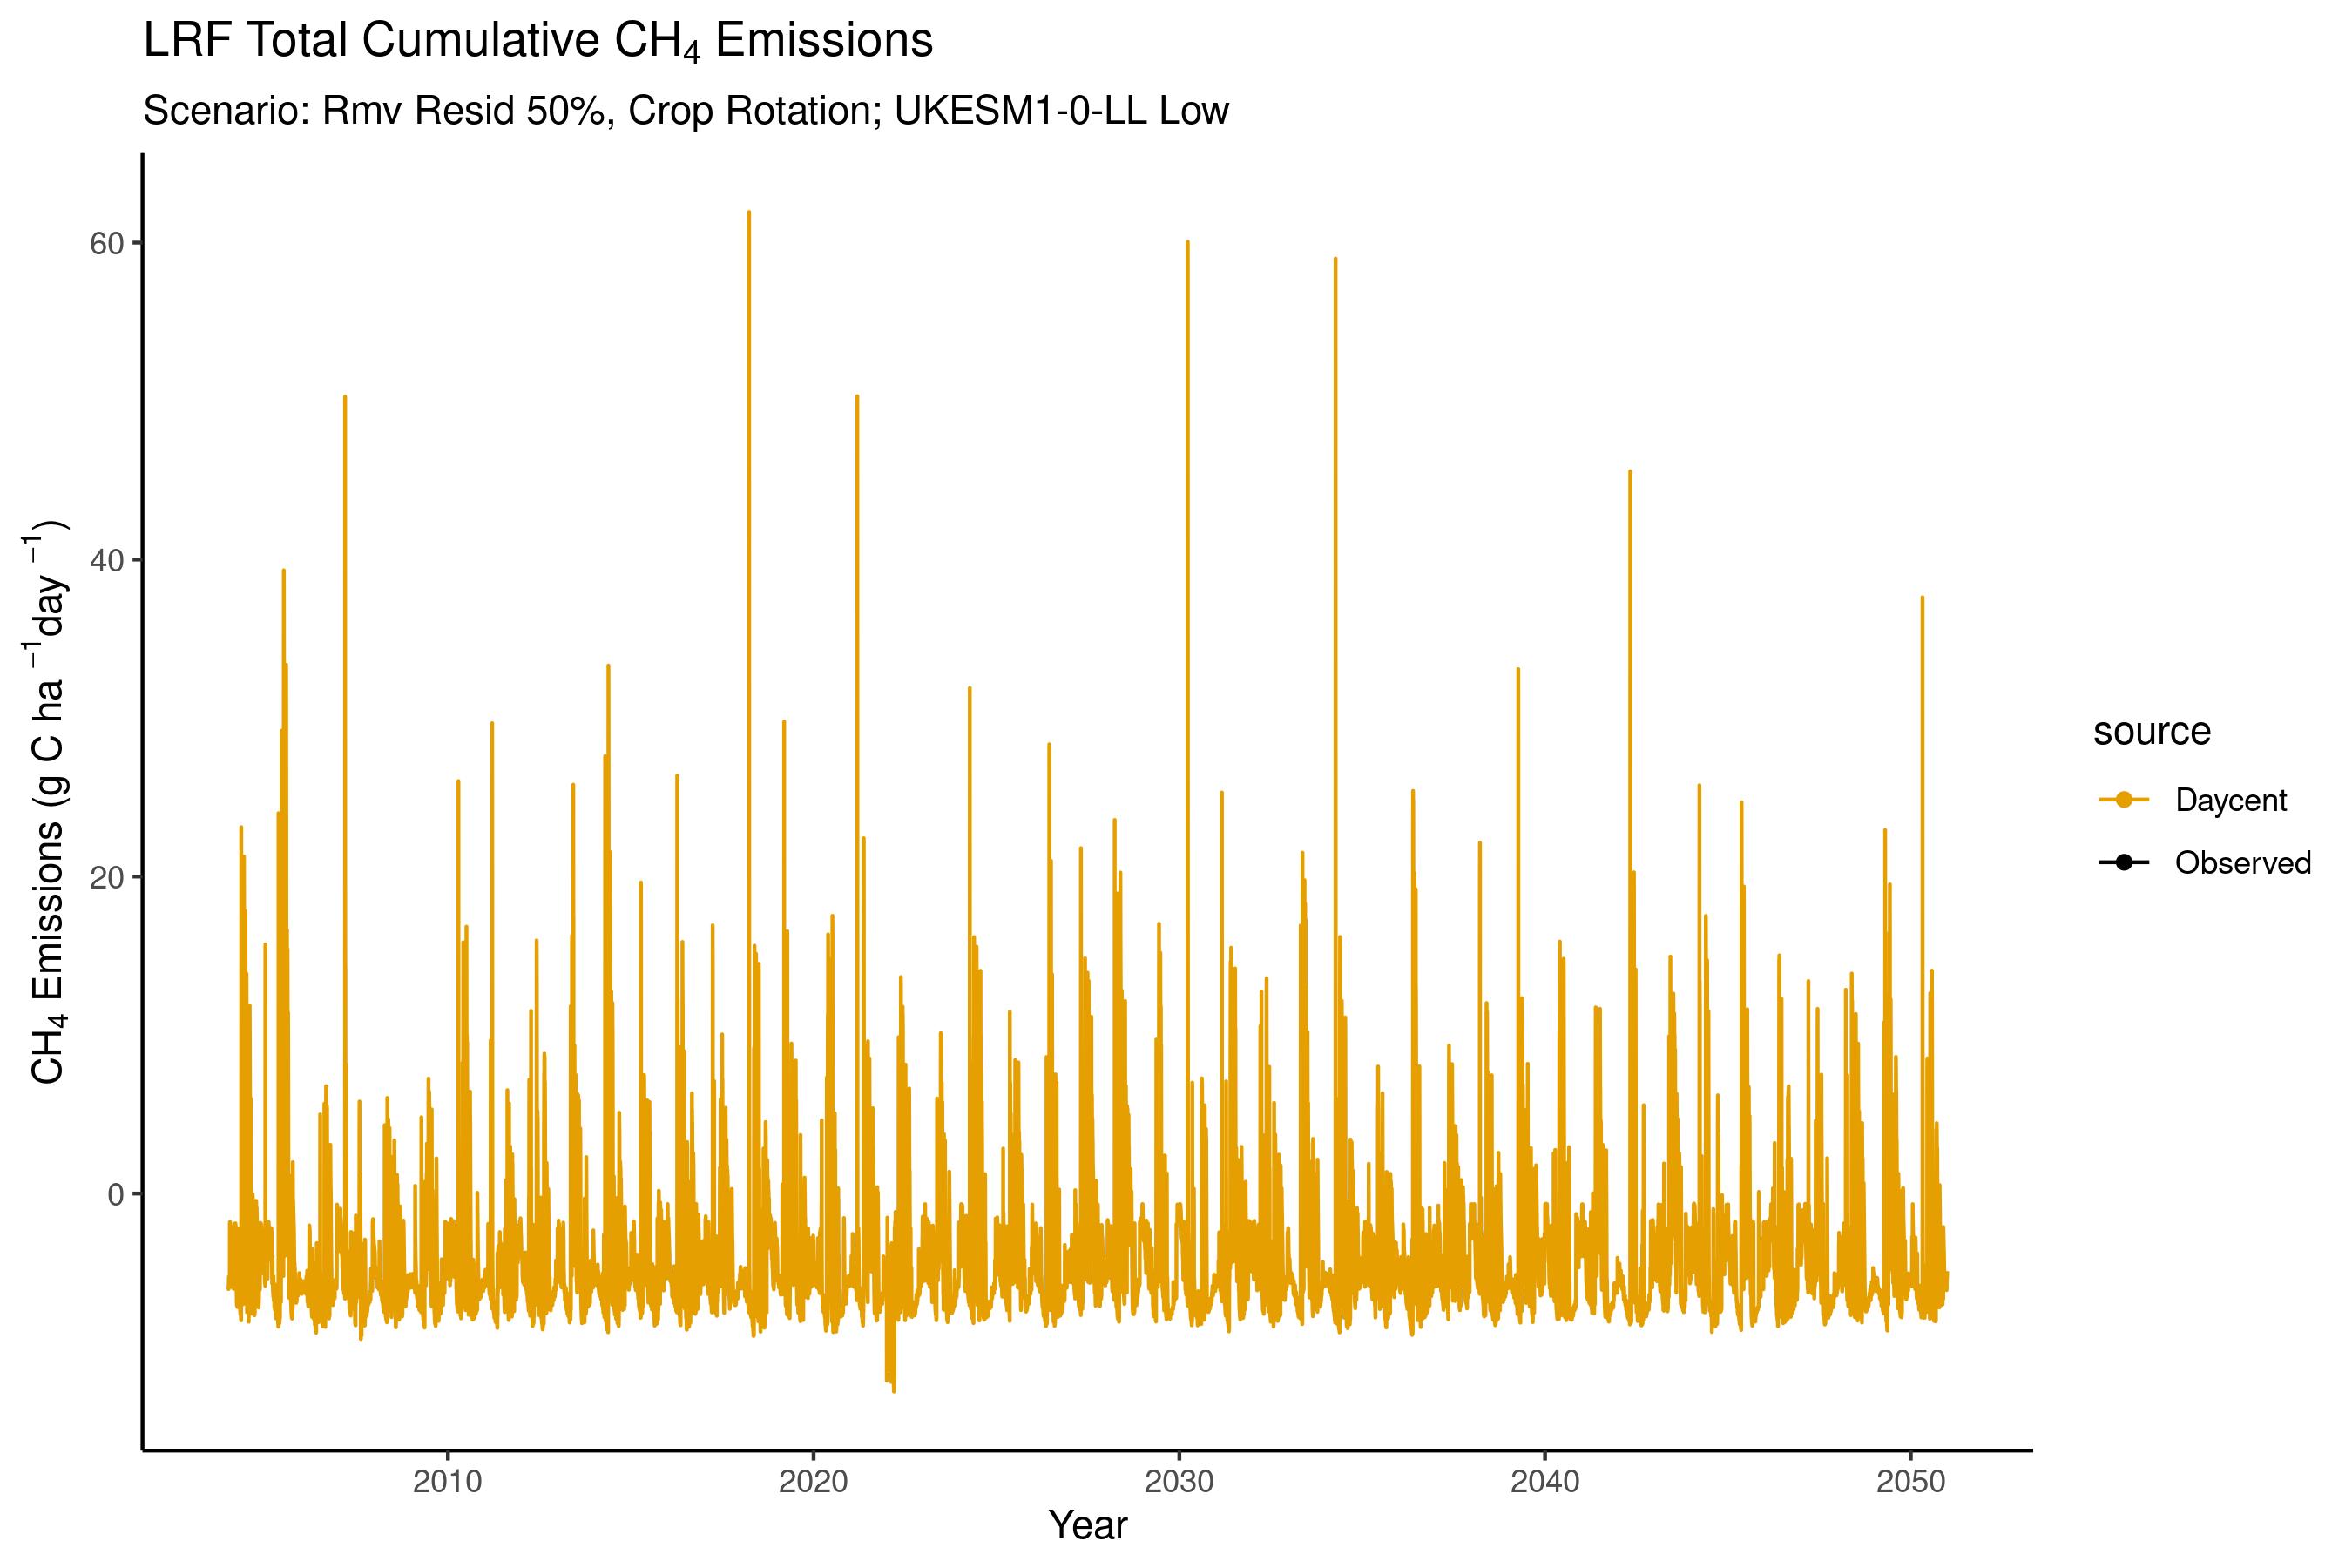 LRF Total Cumulative CH₄ Emissions
Scenario: Rmv Resid 50%, Crop Rotation; UKESM1-0-LL Low
CH₄ Emissions (g C ha ⁻¹day ⁻¹)
60
40
20
0
2010 2020 2030 2040 2050
Year
source
Daycent
Observed